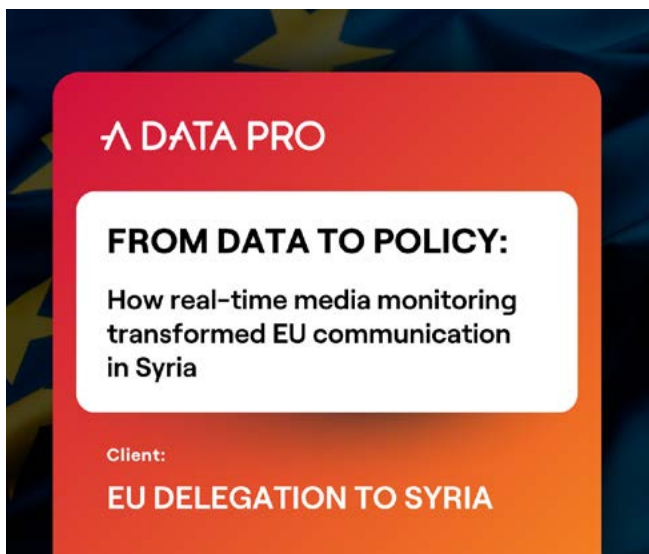 A DATA PRO
FROM DATA TO POLICY:
How real-time media monitoring
transformed EU communication
in Syria
Client:
EU DELEGATION TO SYRIA